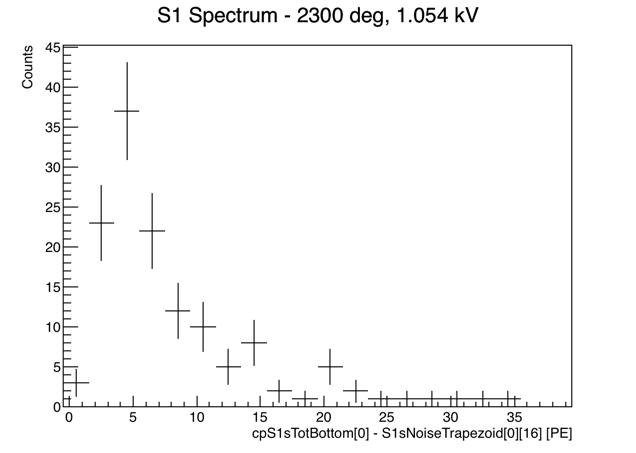 S1 Spectrum - 2300 deg, 1.054 kV
Counts
45
40
35
30
25
20
15
10
5
0
0 5 10 15 20 25 30 35
cpS1sTotBottom[0] - S1sNoiseTrapezoid[0][16] [PE]